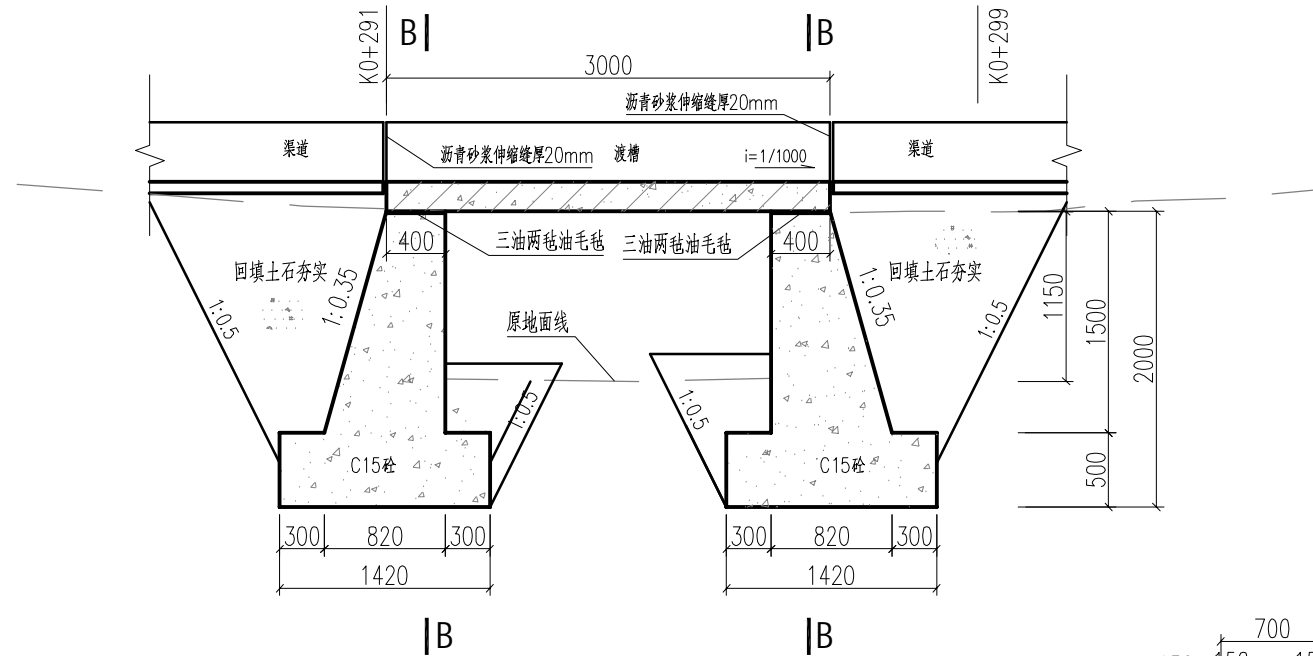 K0+291
B
B
K0+299
3000
沥青砂浆伸缩缝厚20mm
渠道
沥青砂浆伸缩缝厚20mm
渡槽
i=1/1000
渠道
400
三油两毡油毛毡
三油两毡油毛毡
400
回填土石夯实
1:0.5
1:0.35
原地面线
1:0.35
回填土石夯实
1:0.5
1150
1500
2000
1:0.5
1:0.5
C15砼
C15砼
500
300
820
300
300
820
300
1420
1420
B
B
700